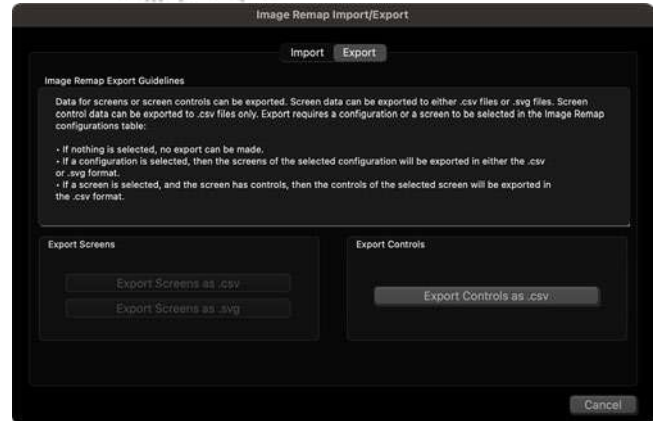 Image Remap Import/Export
Import Export
Image Remap Export Guidelines
Data for screens or screen controls can be exported. Screen data can be exported to either .csv files or .svg files. Screen
control data can be exported to .csv files only. Export requires a configuration or a screen to be selected in the Image Remap
configurations table:
• If nothing is selected, no export can be made.
• If a configuration is selected, then the screens of the selected configuration will be exported in either the .csv
or .svg format.
• If a screen is selected, and the screen has controls, then the controls of the selected screen will be exported in
the .csv format.
Export Screens
Export Controls
Export Screens as .csv
Export Controls as .csv
Export Screens as .svg
Cancel